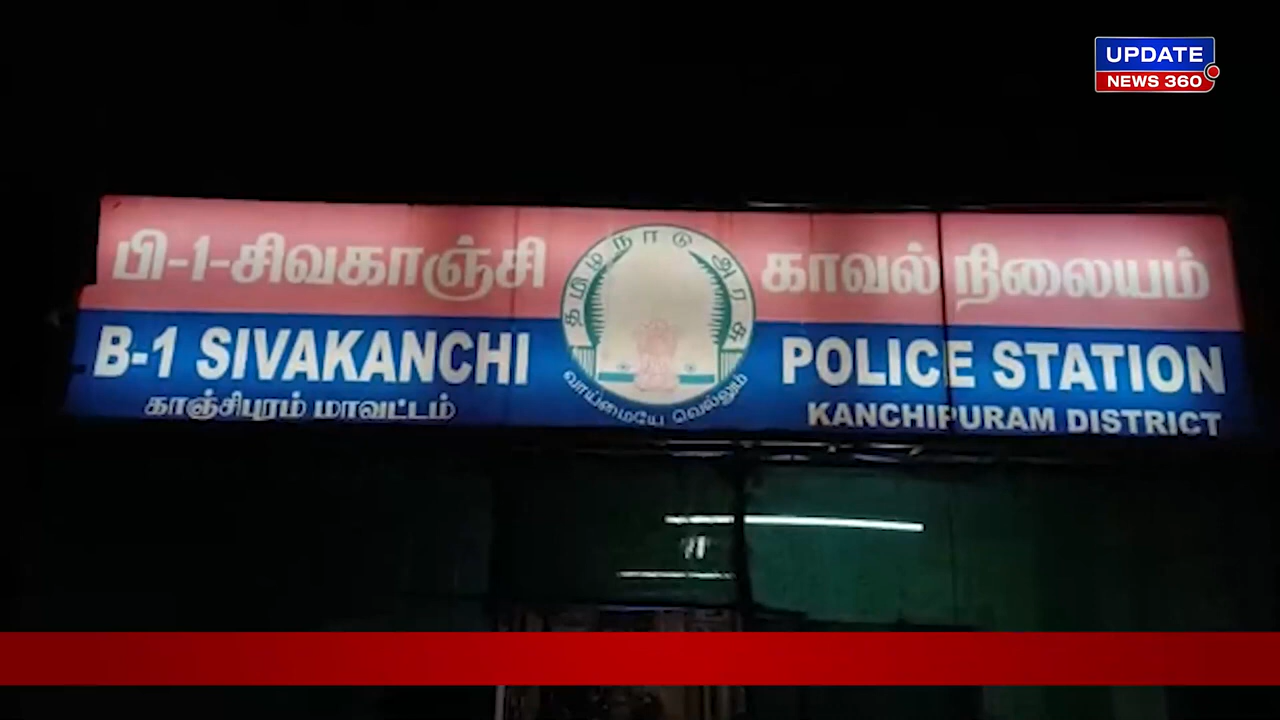 UPDATE
NEWS 360
பி-1-சிவகாஞ்சி காவல் நிலையம்
தமிழ்நாடு அரசு
வாய்மையே வெல்லும்
B-1 SIVAKANCHI POLICE STATION
காஞ்சிபுரம் மாவட்டம் KANCHIPURAM DISTRICT